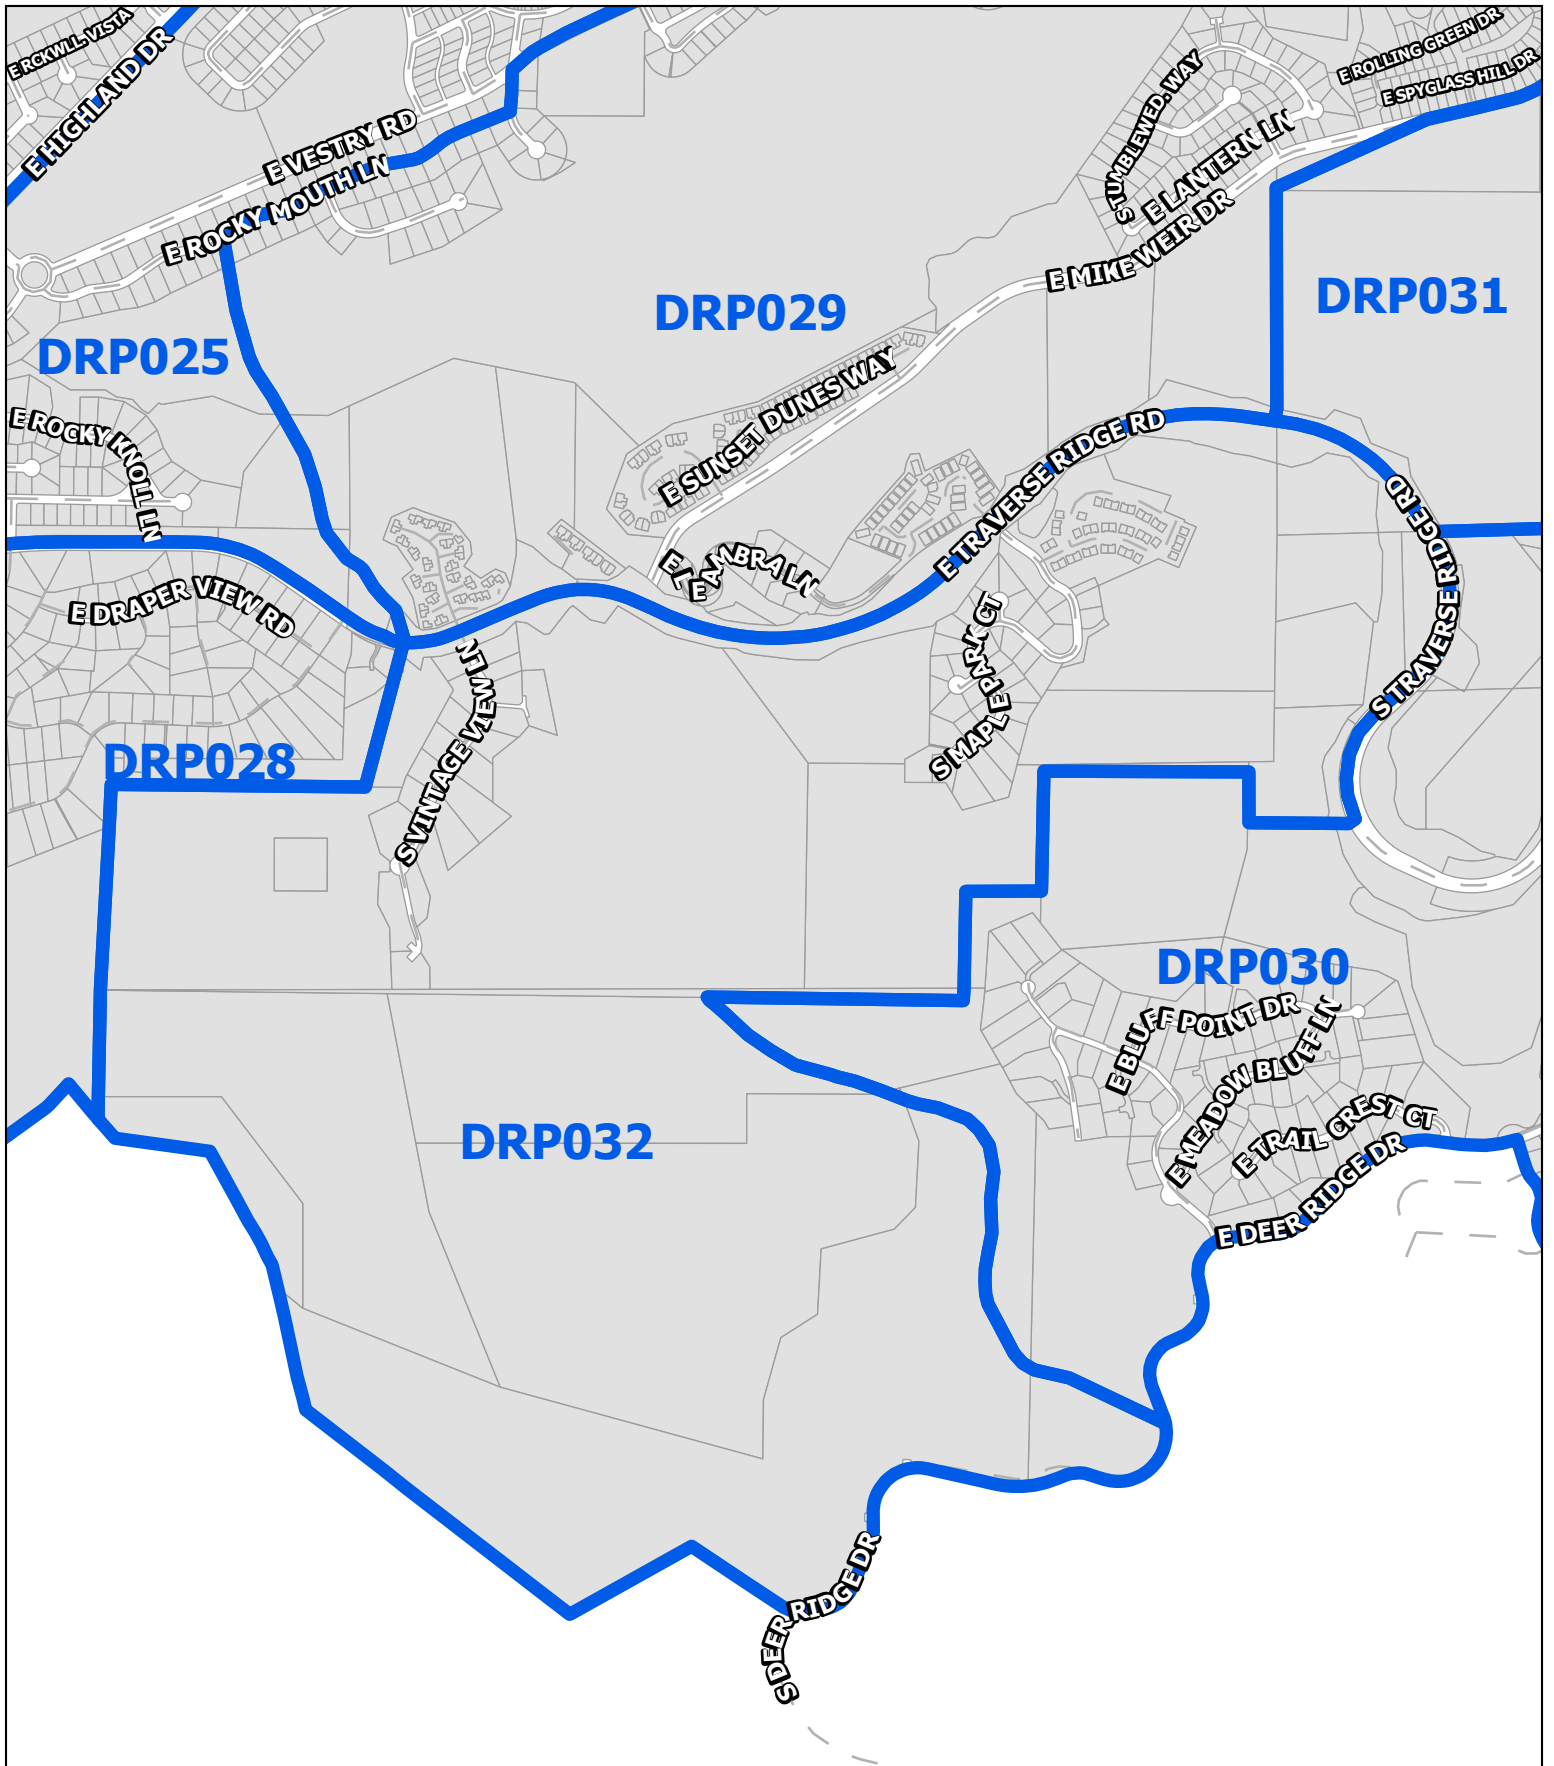 E RCKWLL. VISTA
E HIGHLAND DR
E VESTRY RD
E ROCKY MOUTH LN
E ROLLING GREEN DR
E SPYGLASS HILL DR
S TUMBLEWED. WAY
E LANTERN LN
E MIKE WEIR DR
DRP031
DRP029
DRP025
E ROCKY KNOLL LN
E SUNSET DUNES WAY
E TRAVERSE RIDGE RD
S TRAVERSE RIDGE RD
E DRAPER VIEW RD
S MAPLE PARK CT
S VINTAGE VIEW LN
DRP028
DRP030
E BLUFF POINT DR
E MEADOW BLUFF LN
E TRAIL CREST CT
E DEER RIDGE DR
DRP032
S DEER RIDGE DR